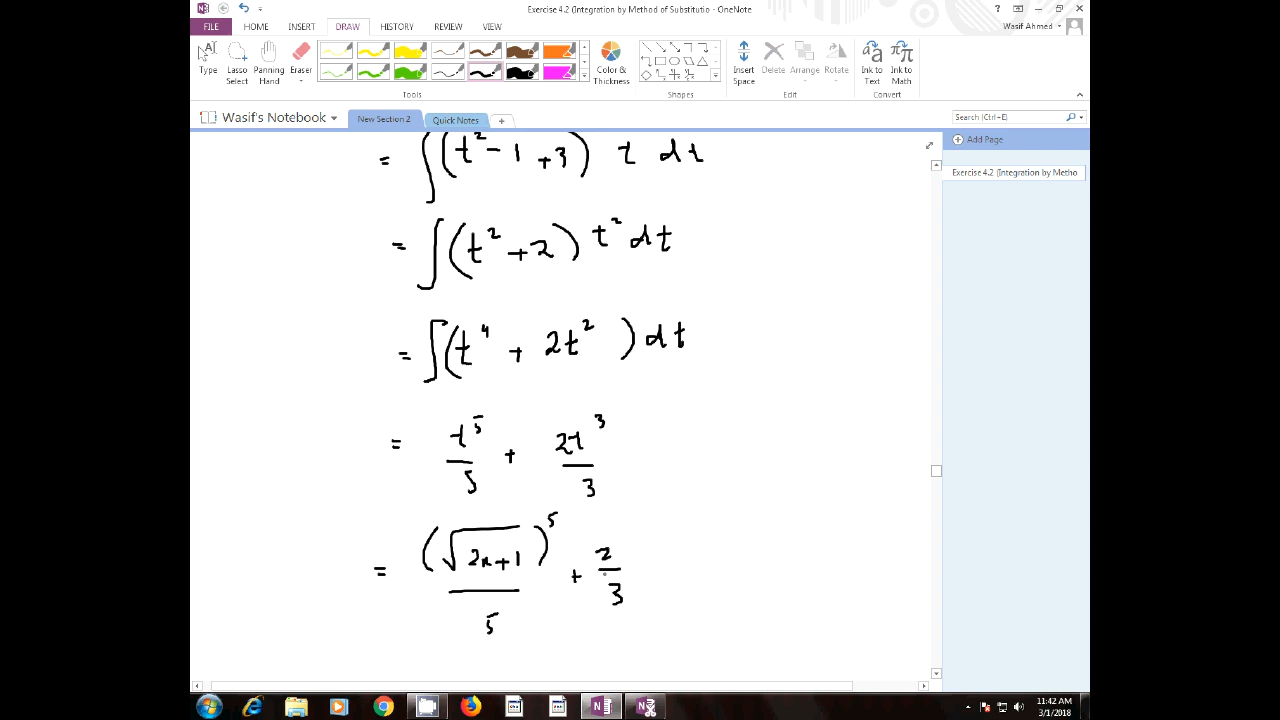 Exercise 4.2 (Integration by Method of Substitutio - OneNote
Wasif Ahmed
FILE HOME INSERT DRAW HISTORY REVIEW VIEW
Type Lasso Select Panning Hand Eraser Color & Thickness Insert Space Delete Arrange Rotate Ink to Text Ink to Math
Tools Shapes Edit Convert
Wasif's Notebook New Section 2 Quick Notes Search (Ctrl+E)
Add Page
Exercise 4.2 (Integration by Metho
= ∫(t² - 1 + 3) t dt
= ∫(t² + 2) t² dt
= ∫(t⁴ + 2t²) dt
= t⁵/5 + 2t³/3
= (√(2x+1))⁵/5 + 2/3
11:42 AM
3/1/2018